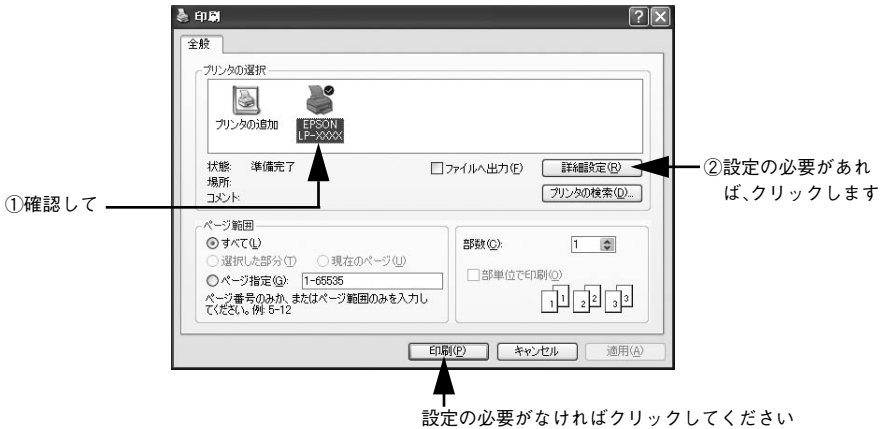 印刷
全般
プリンタの選択
プリンタの追加
EPSON
LP-XXXX
状態: 準備完了
場所:
コメント:
ファイルへ出力(F)
詳細設定(R)
プリンタの検索(D)...
①確認して
②設定の必要があれ
ば、クリックします
ページ範囲
すべて(L)
選択した部分(T) 現在のページ(U)
ページ指定(G): 1-65535
ページ番号のみか、またはページ範囲のみを入力し
てください。例: 5-12
部数(C): 1
部単位で印刷(O)
1 1 2 2 3 3
印刷(P) キャンセル 適用(A)
設定の必要がなければクリックしてください